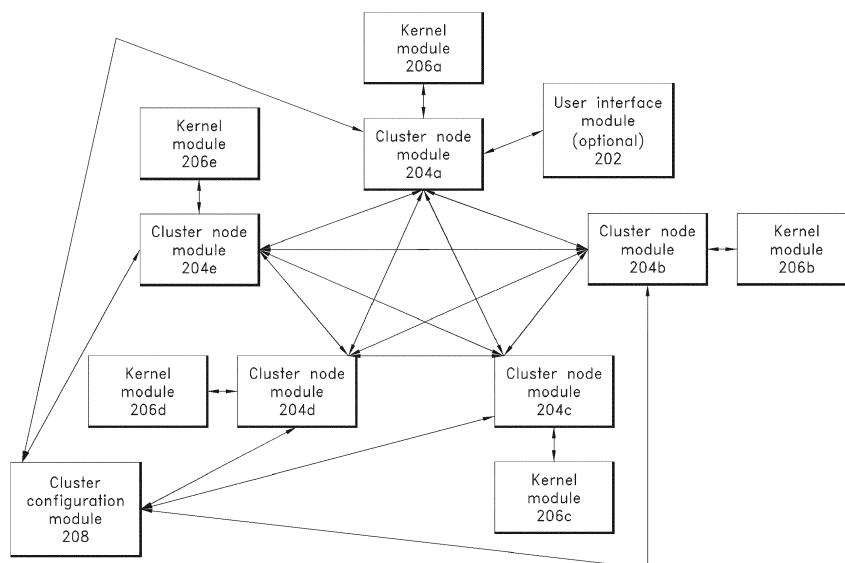 Kernel
module
206a
User interface
module
(optional)
202
Kernel
module
206e
Cluster node
module
204a
Cluster node
module
204e
Cluster node
module
204b
Kernel
module
206b
Kernel
module
206d
Cluster node
module
204d
Cluster node
module
204c
Cluster
configuration
module
208
Kernel
module
206c